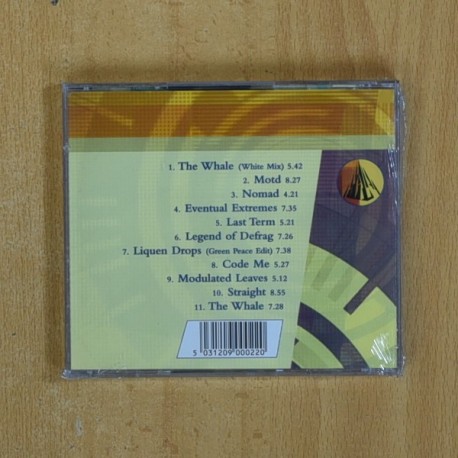 1. The Whale (White Mix) 5.42
2. Motd 8.27
3. Nomad 4.21
4. Eventual Extremes 7.35
5. Last Term 5.21
6. Legend of Defrag 7.26
7. Liquen Drops (Green Peace Edit) 7.38
8. Code Me 5.27
9. Modulated Leaves 5.12
10. Straight 8.55
11. The Whale 7.28
5 031209 000220